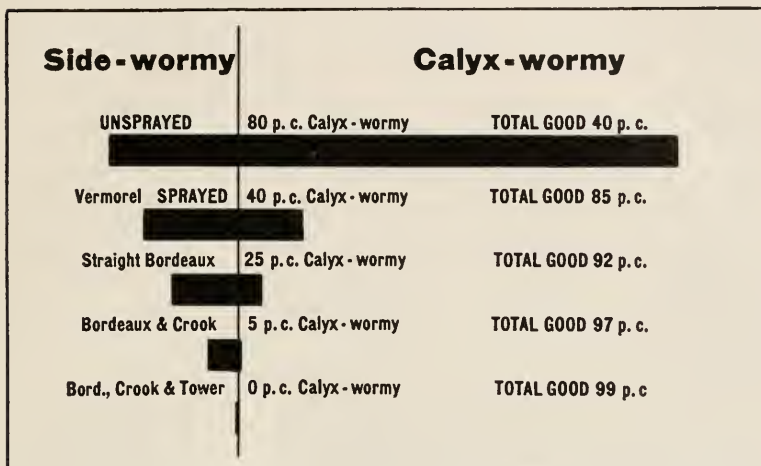 Side-wormy Calyx-wormy
UNSPRAYED 80 p. c. Calyx-wormy TOTAL GOOD 40 p. c.
Vermorel SPRAYED 40 p. c. Calyx-wormy TOTAL GOOD 85 p. c.
Straight Bordeaux 25 p. c. Calyx-wormy TOTAL GOOD 92 p. c.
Bordeaux & Crook 5 p. c. Calyx-wormy TOTAL GOOD 97 p. c.
Bord., Crook & Tower 0 p. c. Calyx-wormy TOTAL GOOD 99 p. c